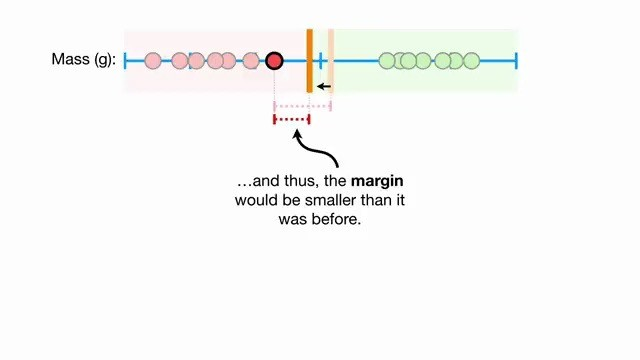 Mass (g):
…and thus, the margin
would be smaller than it
was before.